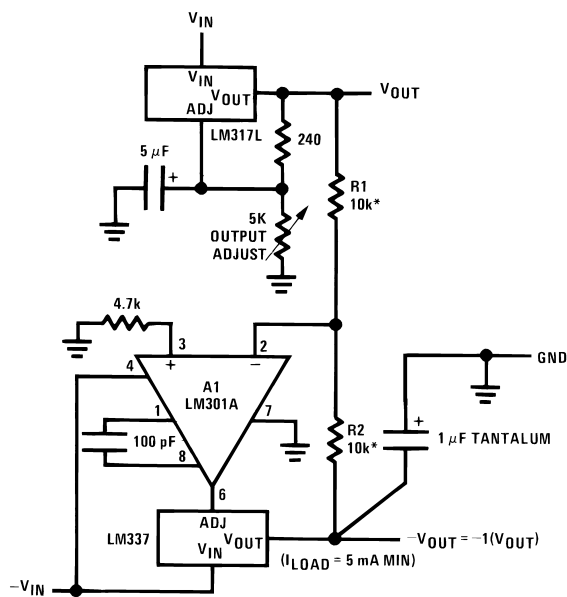 VIN
VIN
VOUT
ADJ
VOUT
LM317L
240
5 µF
+
R1
10k*
5K
OUTPUT
ADJUST
4.7k
3
2
4
+
−
A1
LM301A
GND
1
7
100 pF
8
R2
10k*
+
1 µF TANTALUM
6
LM337
ADJ
VOUT
VIN
−VOUT = −1(VOUT)
(ILOAD = 5 mA MIN)
−VIN